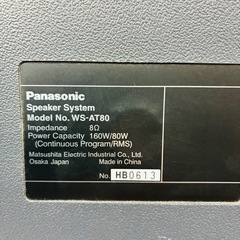 Panasonic
Speaker System
Model No. WS-AT80
Impedance 8Ω
Power Capacity 160W/80W
(Continuous Program/RMS)
Matsushita Electric Industrial Co., Ltd.
Osaka Japan Made in China
No. HB0613